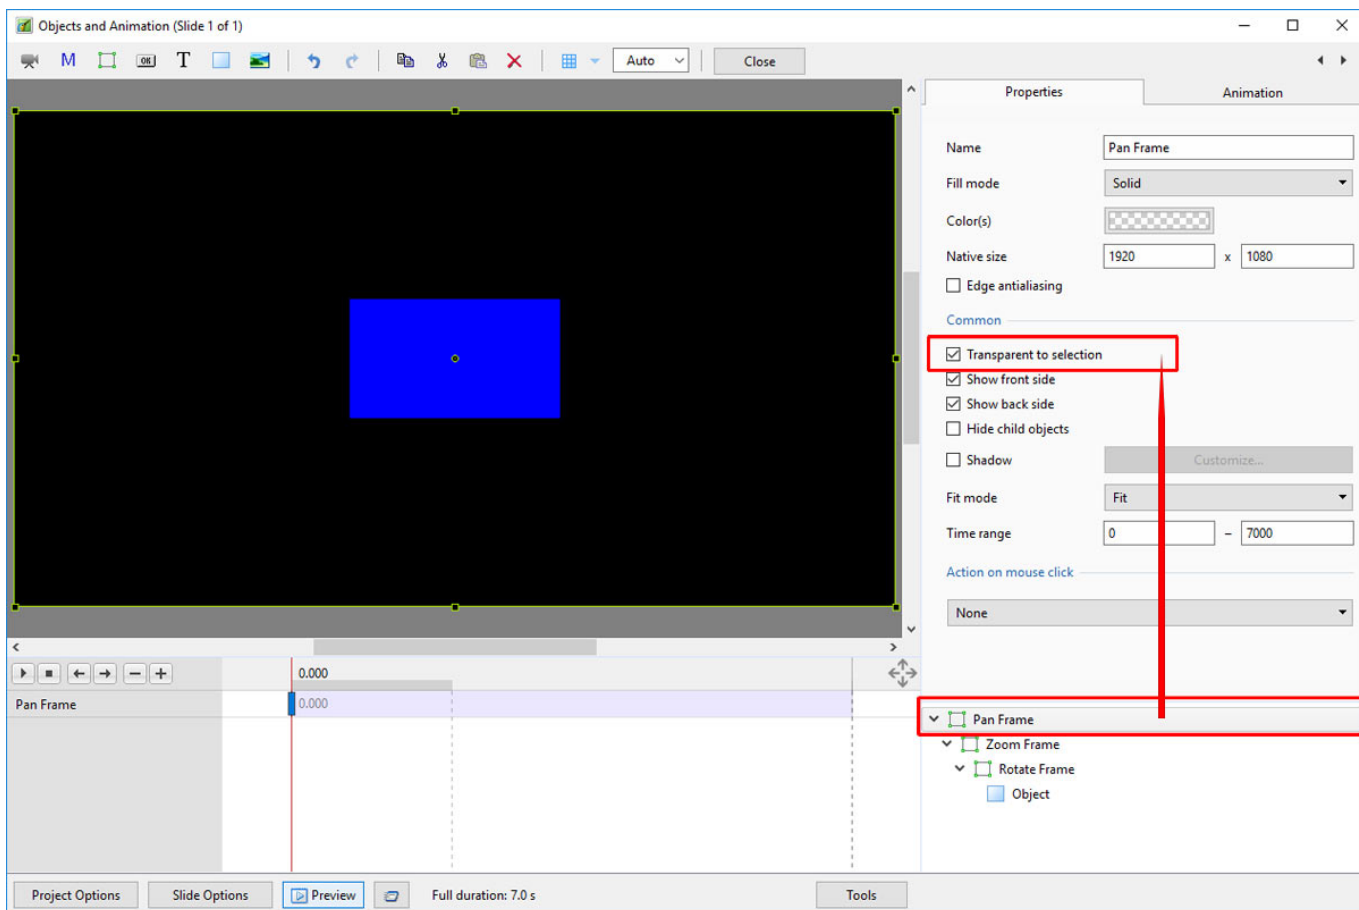 Objects and Animation (Slide 1 of 1)
M OK T Auto Close
Properties Animation
Name Pan Frame
Fill mode Solid
Color(s)
Native size 1920 x 1080
Edge antialiasing
Common
Transparent to selection
Show front side
Show back side
Hide child objects
Shadow Customize...
Fit mode Fit
Time range 0 – 7000
Action on mouse click
None
0.000
Pan Frame 0.000
Pan Frame
Zoom Frame
Rotate Frame
Object
Project Options Slide Options Preview Full duration: 7.0 s Tools